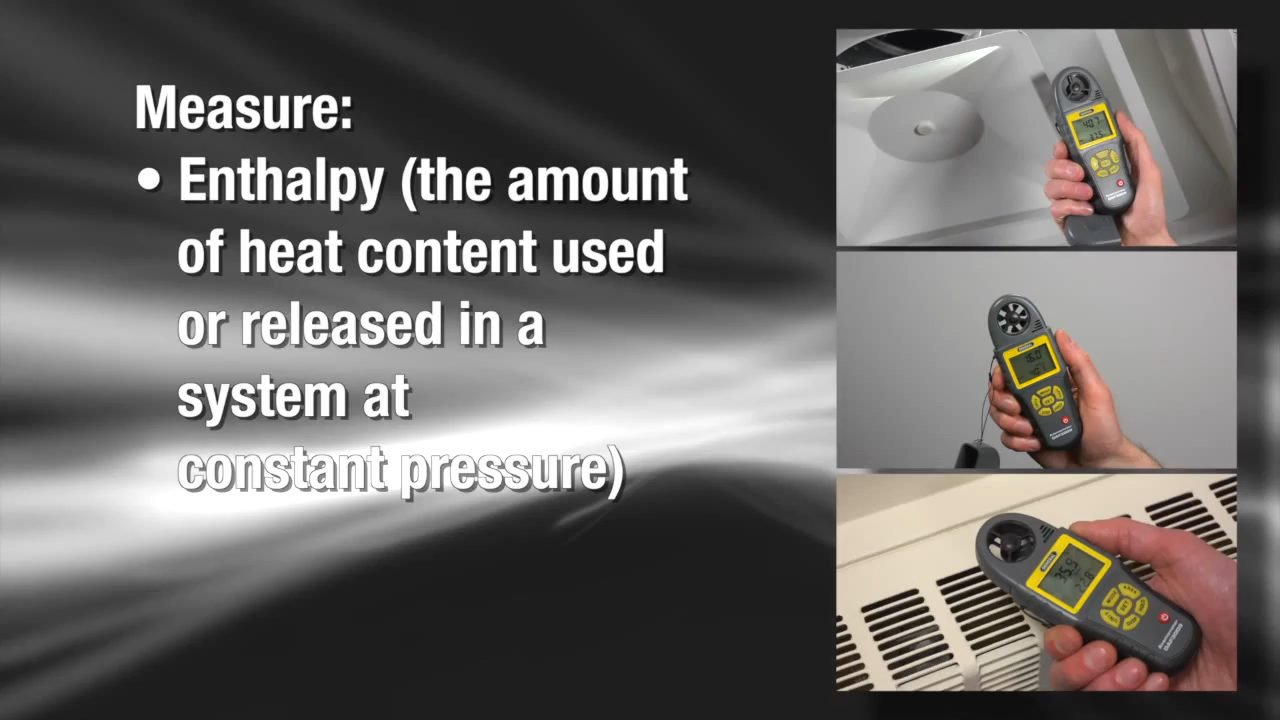 Measure:
• Enthalpy (the amount
of heat content used
or released in a
system at
constant pressure)